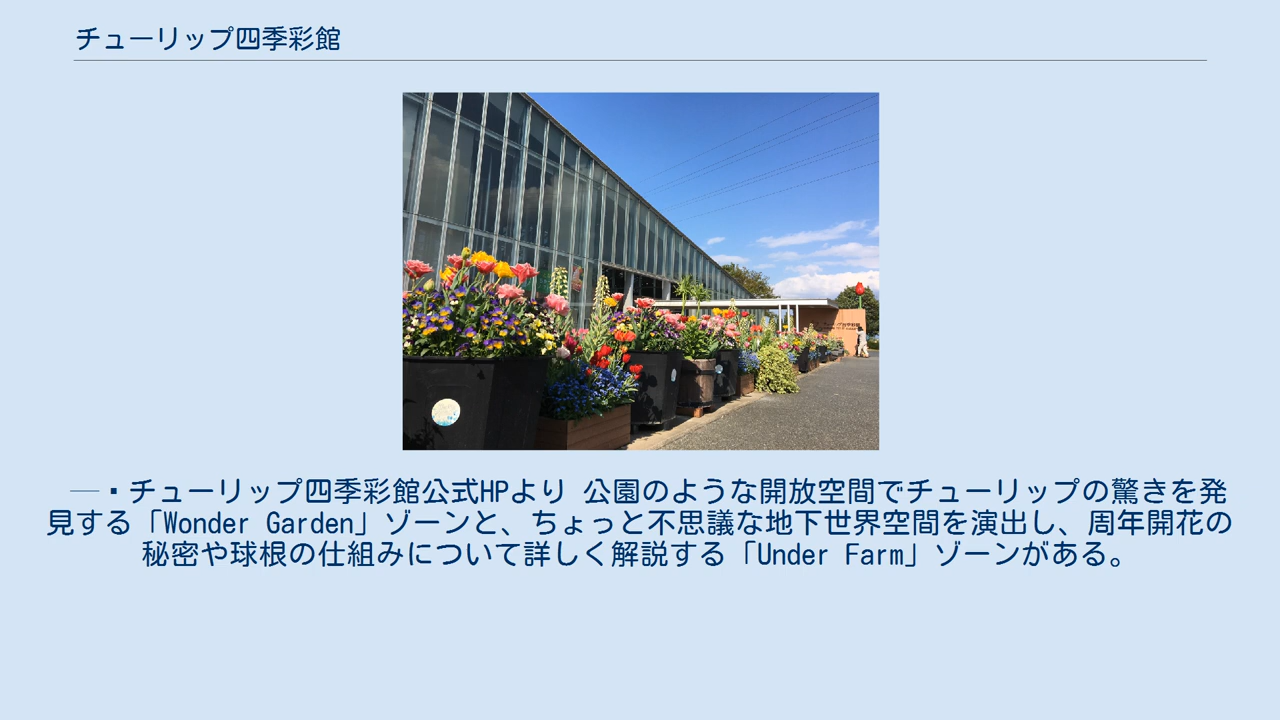 チューリップ四季彩館
―▪チューリップ四季彩館公式HPより 公園のような開放空間でチューリップの驚きを発
見する「Wonder Garden」ゾーンと、ちょっと不思議な地下世界空間を演出し、周年開花の
秘密や球根の仕組みについて詳しく解説する「Under Farm」ゾーンがある。